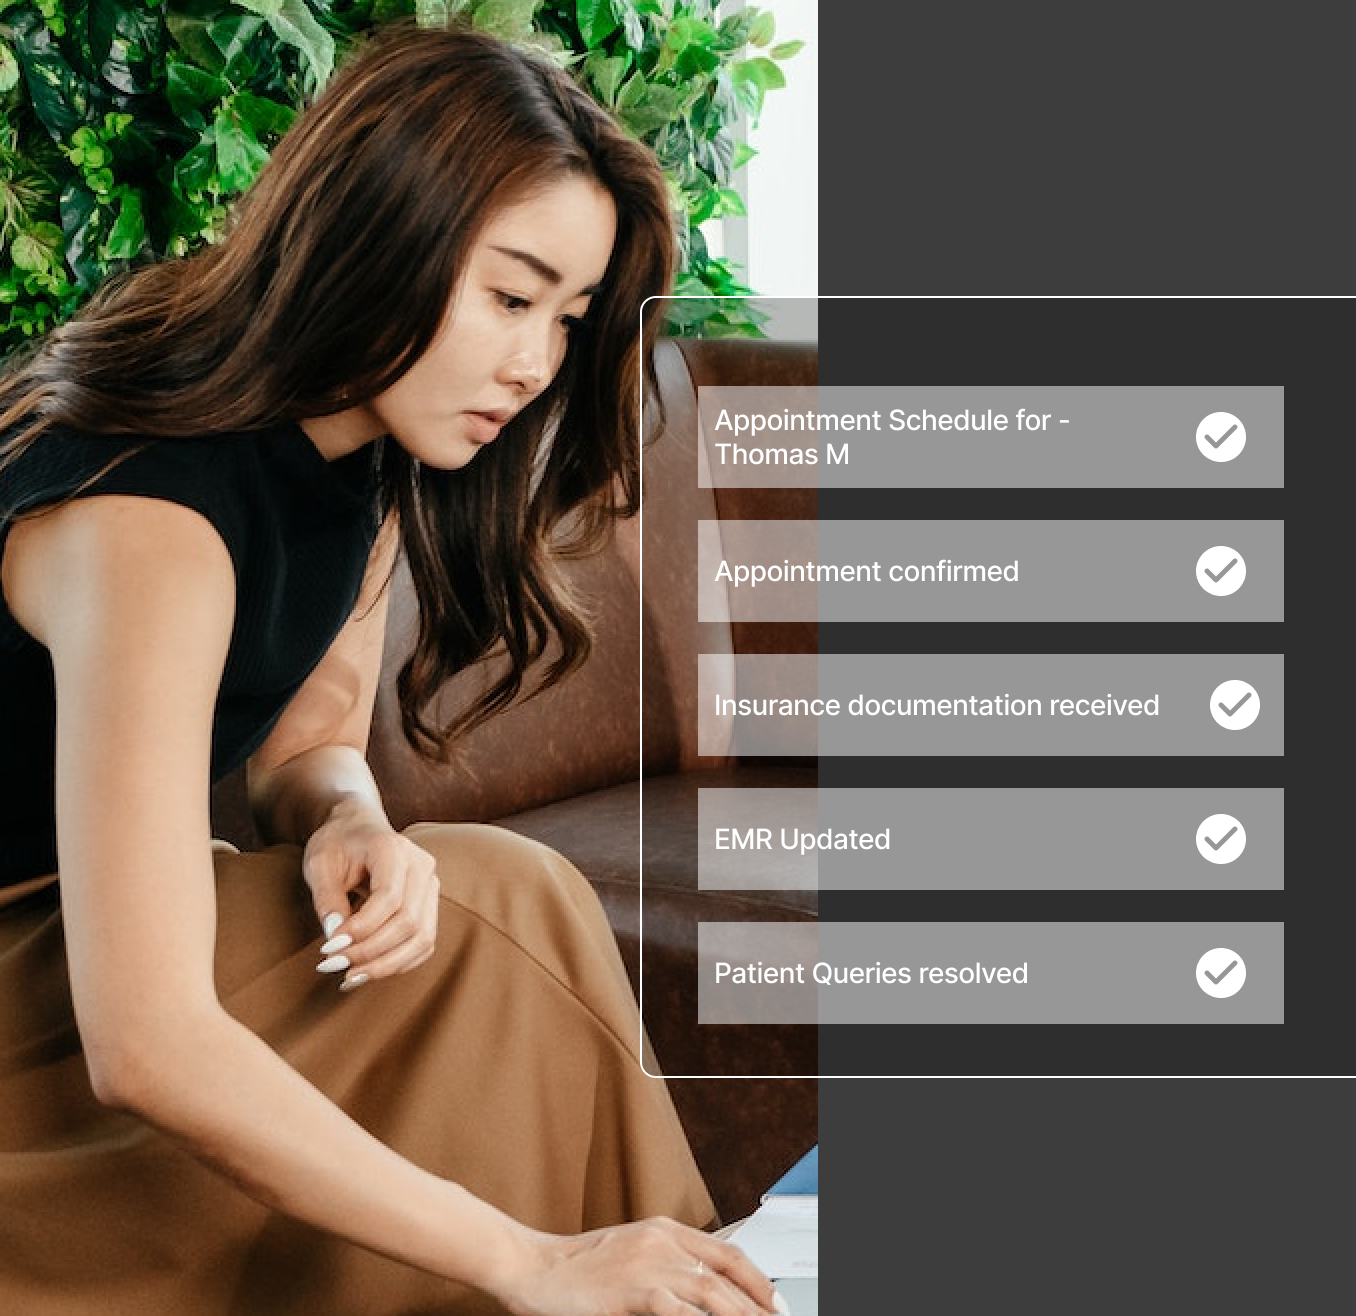 Appointment Schedule for -
Thomas M
Appointment confirmed
Insurance documentation received
EMR Updated
Patient Queries resolved